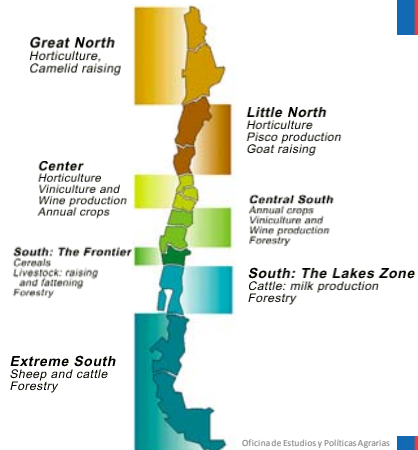 Great North
Horticulture,
Camelid raising
Little North
Horticulture
Pisco production
Goat raising
Center
Horticulture
Viniculture and
Wine production
Annual crops
Central South
Annual crops
Viniculture and
Wine production
Forestry
South: The Frontier
Cereals
Livestock: raising
and fattening
Forestry
South: The Lakes Zone
Cattle: milk production
Forestry
Extreme South
Sheep and cattle
Forestry
Oficina de Estudios y Políticas Agrarias